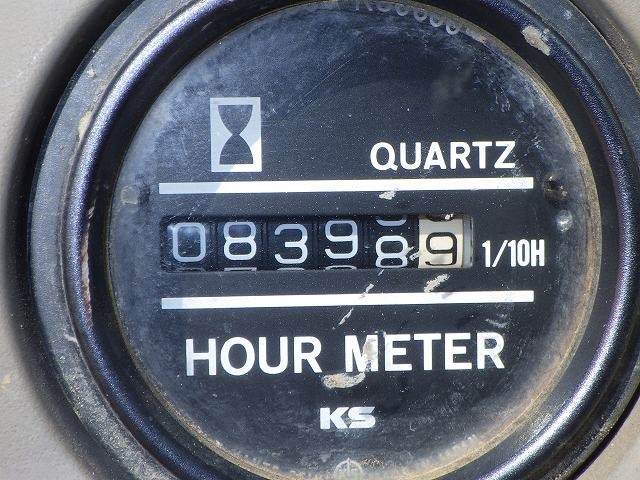 QUARTZ
083989 1/10H
HOUR METER
KS